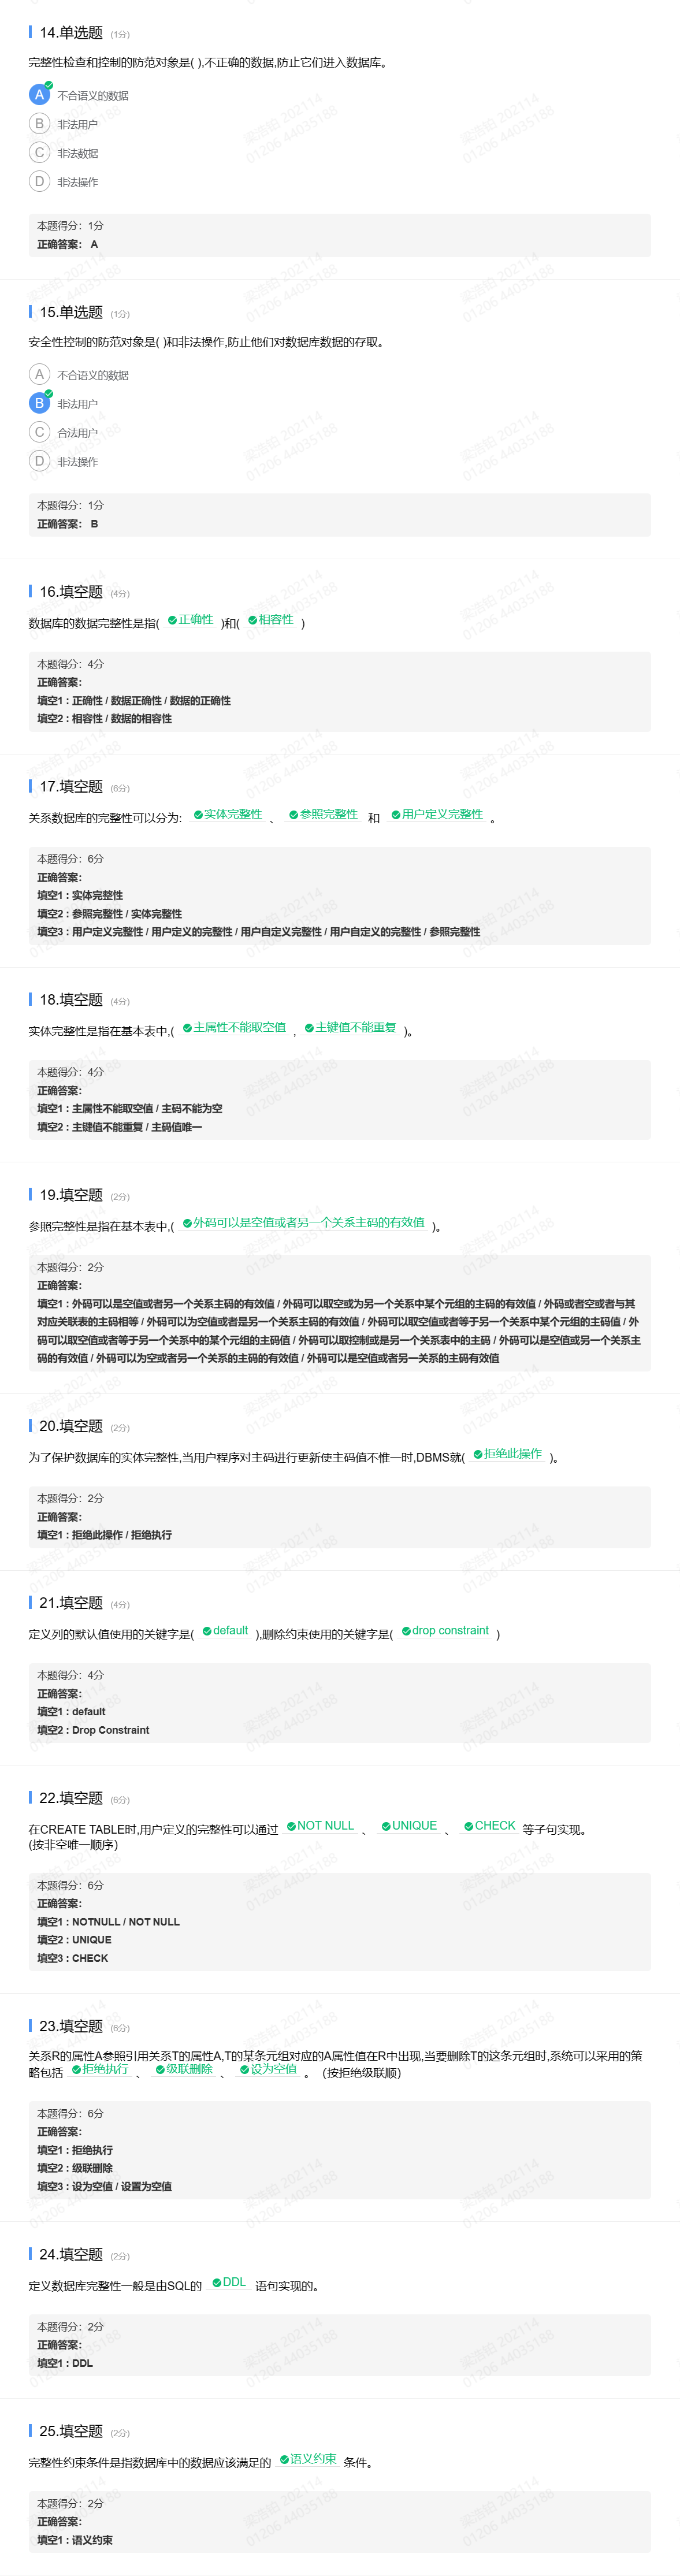 14.单选题 (1分)
完整性检查和控制的防范对象是( ),不正确的数据,防止它们进入数据库。
A 不合语义的数据
B 非法用户
C 非法数据
D 非法操作
本题得分：1分
正确答案： A
15.单选题 (1分)
安全性控制的防范对象是( )和非法操作,防止他们对数据库数据的存取。
A 不合语义的数据
B 非法用户
C 合法用户
D 非法操作
本题得分：1分
正确答案： B
16.填空题 (4分)
数据库的数据完整性是指( 正确性 )和( 相容性 )
本题得分：4分
正确答案：
填空1 : 正确性 / 数据正确性 / 数据的正确性
填空2 : 相容性 / 数据的相容性
17.填空题 (6分)
关系数据库的完整性可以分为: 实体完整性 、 参照完整性 和 用户定义完整性 。
本题得分：6分
正确答案：
填空1 : 实体完整性
填空2 : 参照完整性 / 实体完整性
填空3 : 用户定义完整性 / 用户定义的完整性 / 用户自定义完整性 / 用户自定义的完整性 / 参照完整性
18.填空题 (4分)
实体完整性是指在基本表中,( 主属性不能取空值 , 主键值不能重复 )。
本题得分：4分
正确答案：
填空1 : 主属性不能取空值 / 主码不能为空
填空2 : 主键值不能重复 / 主码值唯一
19.填空题 (2分)
参照完整性是指在基本表中,( 外码可以是空值或者另一个关系主码的有效值 )。
本题得分：2分
正确答案：
填空1 : 外码可以是空值或者另一个关系主码的有效值 / 外码可以取空或为另一个关系中某个元组的主码的有效值 / 外码或者空或者与其
对应关联表的主码相等 / 外码可以为空值或者是另一个关系主码的有效值 / 外码可以取空值或者等于另一个关系中某个元组的主码值 / 外
码可以取空值或者等于另一个关系中的某个元组的主码值 / 外码可以取控制或是另一个关系表中的主码 / 外码可以是空值或另一个关系主
码的有效值 / 外码可以为空或者另一个关系的主码的有效值 / 外码可以是空值或者另一关系的主码有效值
20.填空题 (2分)
为了保护数据库的实体完整性,当用户程序对主码进行更新使主码值不惟一时,DBMS就( 拒绝此操作 )。
本题得分：2分
正确答案：
填空1 : 拒绝此操作 / 拒绝执行
21.填空题 (4分)
定义列的默认值使用的关键字是( default ),删除约束使用的关键字是( drop constraint )
本题得分：4分
正确答案：
填空1 : default
填空2 : Drop Constraint
22.填空题 (6分)
在CREATE TABLE时,用户定义的完整性可以通过 NOT NULL 、 UNIQUE 、 CHECK 等子句实现。
(按非空唯一顺序)
本题得分：6分
正确答案：
填空1 : NOTNULL / NOT NULL
填空2 : UNIQUE
填空3 : CHECK
23.填空题 (6分)
关系R的属性A参照引用关系T的属性A,T的某条元组对应的A属性值在R中出现,当要删除T的这条元组时,系统可以采用的策
略包括 拒绝执行 、 级联删除 、 设为空值 。 （按拒绝级联顺）
本题得分：6分
正确答案：
填空1 : 拒绝执行
填空2 : 级联删除
填空3 : 设为空值 / 设置为空值
24.填空题 (2分)
定义数据库完整性一般是由SQL的 DDL 语句实现的。
本题得分：2分
正确答案：
填空1 : DDL
25.填空题 (2分)
完整性约束条件是指数据库中的数据应该满足的 语义约束 条件。
本题得分：2分
正确答案：
填空1 : 语义约束